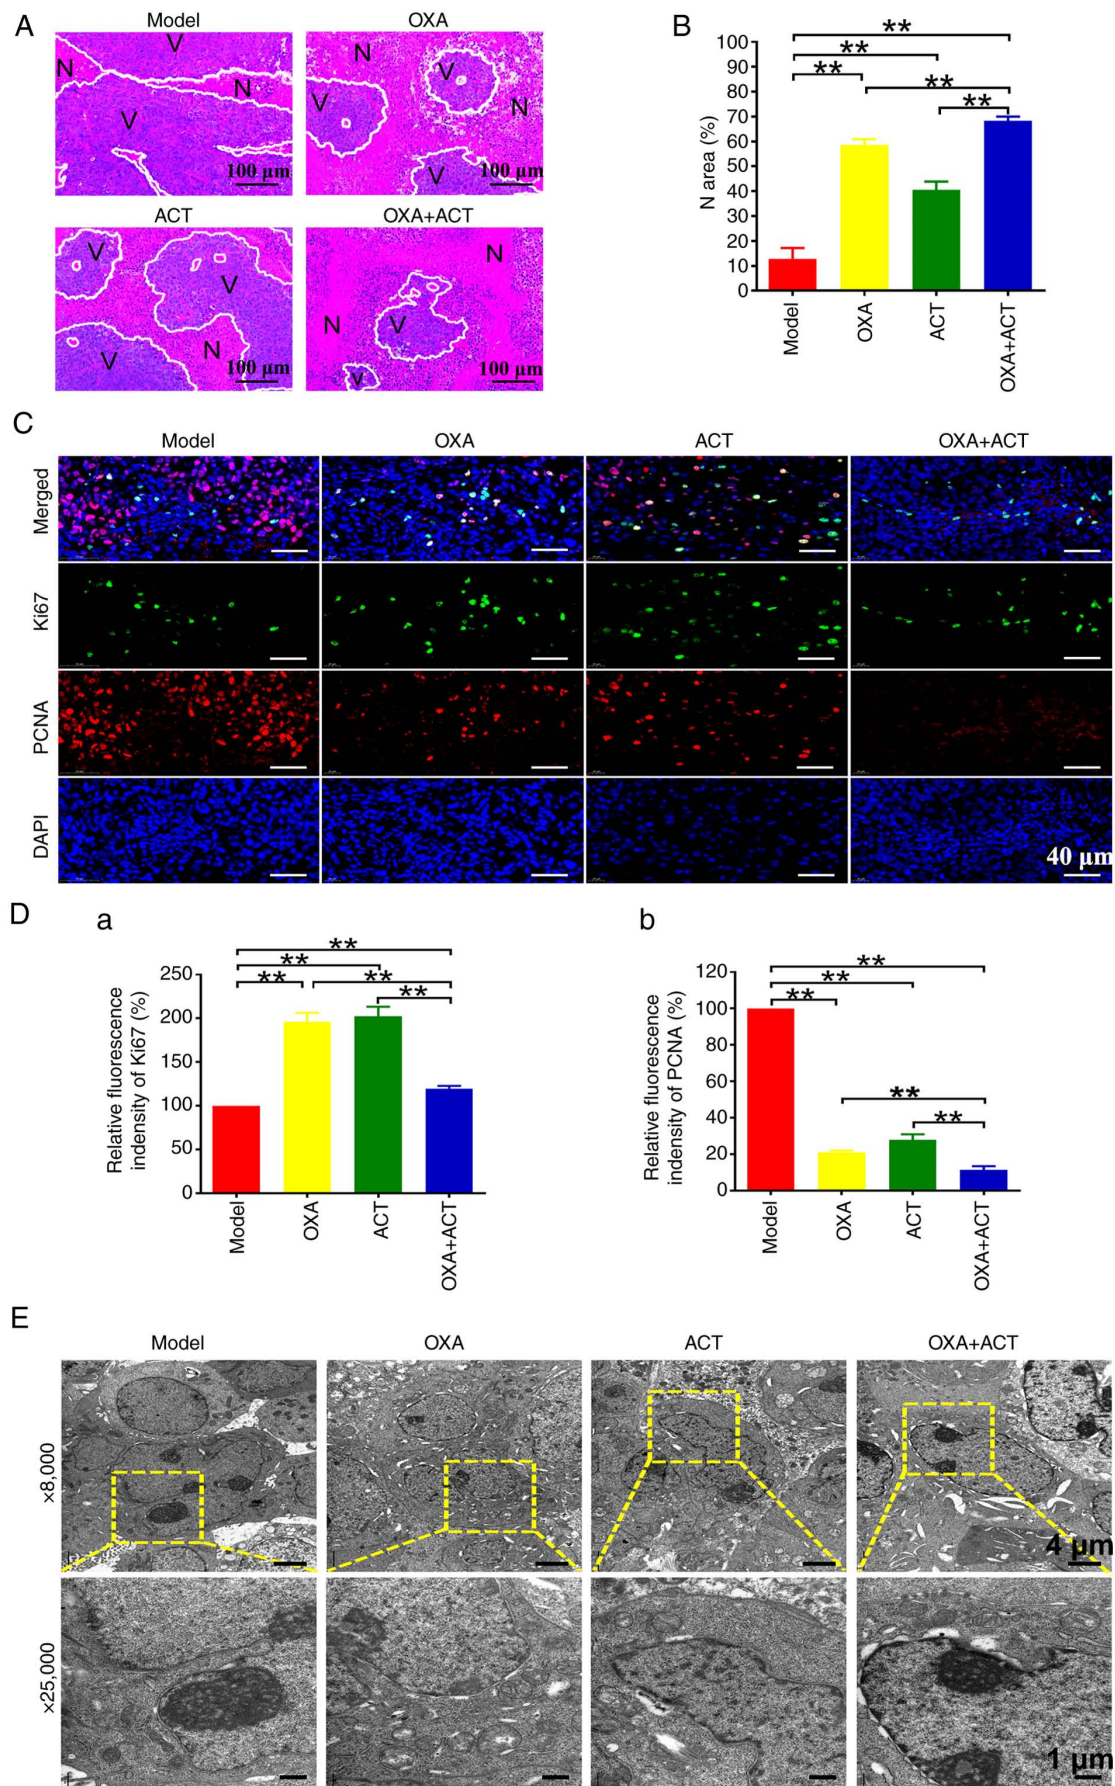 A
Model
OXA
V
N
N
V
100 μm
N
V
V
N
V
100 μm
ACT
OXA+ACT
V
V
N
V
100 μm
N
N
V
V
100 μm
B
N area (%)
100
90
80
70
60
50
40
30
20
10
0
**
**
**
**
**
Model
OXA
ACT
OXA+ACT
C
Model
OXA
ACT
OXA+ACT
Merged
Ki67
PCNA
DAPI
40 μm
D
a
Relative fluorescence
indensity of Ki67 (%)
250
200
150
100
50
0
**
**
**
**
**
Model
OXA
ACT
OXA+ACT
b
Relative fluorescence
indensity of PCNA (%)
120
100
80
60
40
20
0
**
**
**
**
**
Model
OXA
ACT
OXA+ACT
E
Model
OXA
ACT
OXA+ACT
×8,000
4 μm
×25,000
1 μm